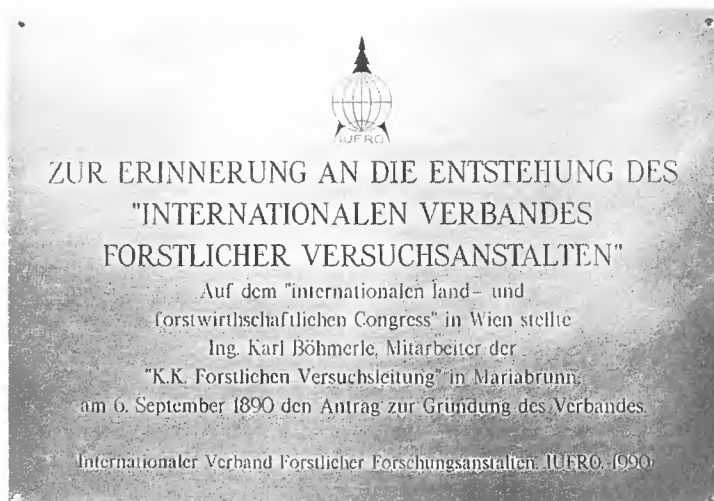 IUFRO
ZUR ERINNERUNG AN DIE ENTSTEHUNG DES
"INTERNATIONALEN VERBANDES
FORSTLICHER VERSUCHSANSTALTEN"
Auf dem "internationalen land- und
forstwirthschaftlichen Congress" in Wien stellte
Ing. Karl Böhmerle, Mitarbeiter der
"K.K. Forstlichen Versuchsleitung" in Mariabrunn,
am 6. September 1890 den Antrag zur Gründung des Verbandes.
Internationaler Verband Forstlicher Forschungsanstalten, IUFRO, 1990